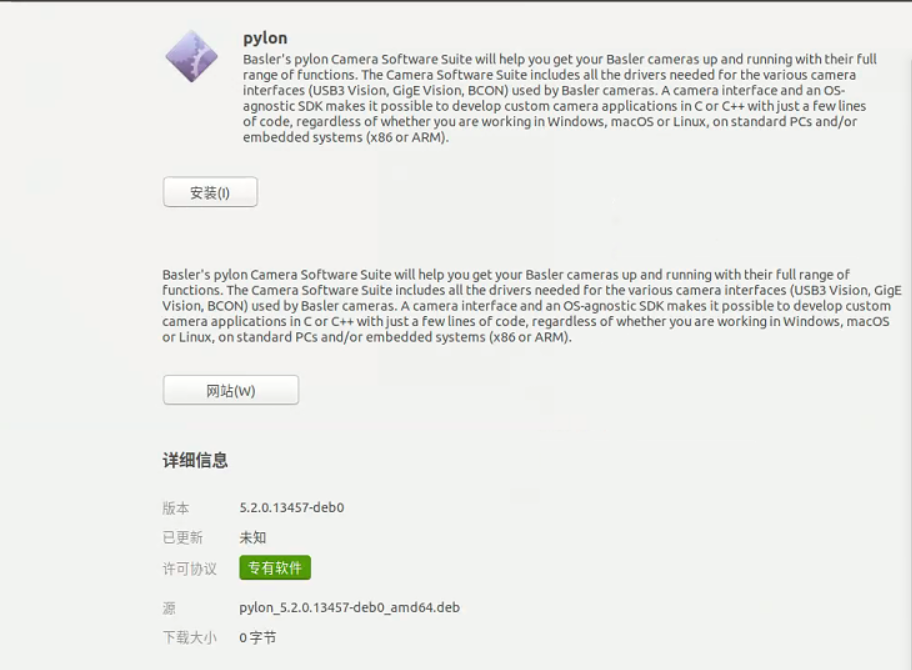 pylon
Basler's pylon Camera Software Suite will help you get your Basler cameras up and running with their full
range of functions. The Camera Software Suite includes all the drivers needed for the various camera
interfaces (USB3 Vision, GigE Vision, BCON) used by Basler cameras. A camera interface and an OS-
agnostic SDK makes it possible to develop custom camera applications in C or C++ with just a few lines
of code, regardless of whether you are working in Windows, macOS or Linux, on standard PCs and/or
embedded systems (x86 or ARM).
安装(I)
Basler's pylon Camera Software Suite will help you get your Basler cameras up and running with their full range of
functions. The Camera Software Suite includes all the drivers needed for the various camera interfaces (USB3 Vision, GigE
Vision, BCON) used by Basler cameras. A camera interface and an OS-agnostic SDK makes it possible to develop custom
camera applications in C or C++ with just a few lines of code, regardless of whether you are working in Windows, macOS
or Linux, on standard PCs and/or embedded systems (x86 or ARM).
网站(W)
详细信息
版本 5.2.0.13457-deb0
已更新 未知
许可协议 专有软件
源 pylon_5.2.0.13457-deb0_amd64.deb
下载大小 0 字节